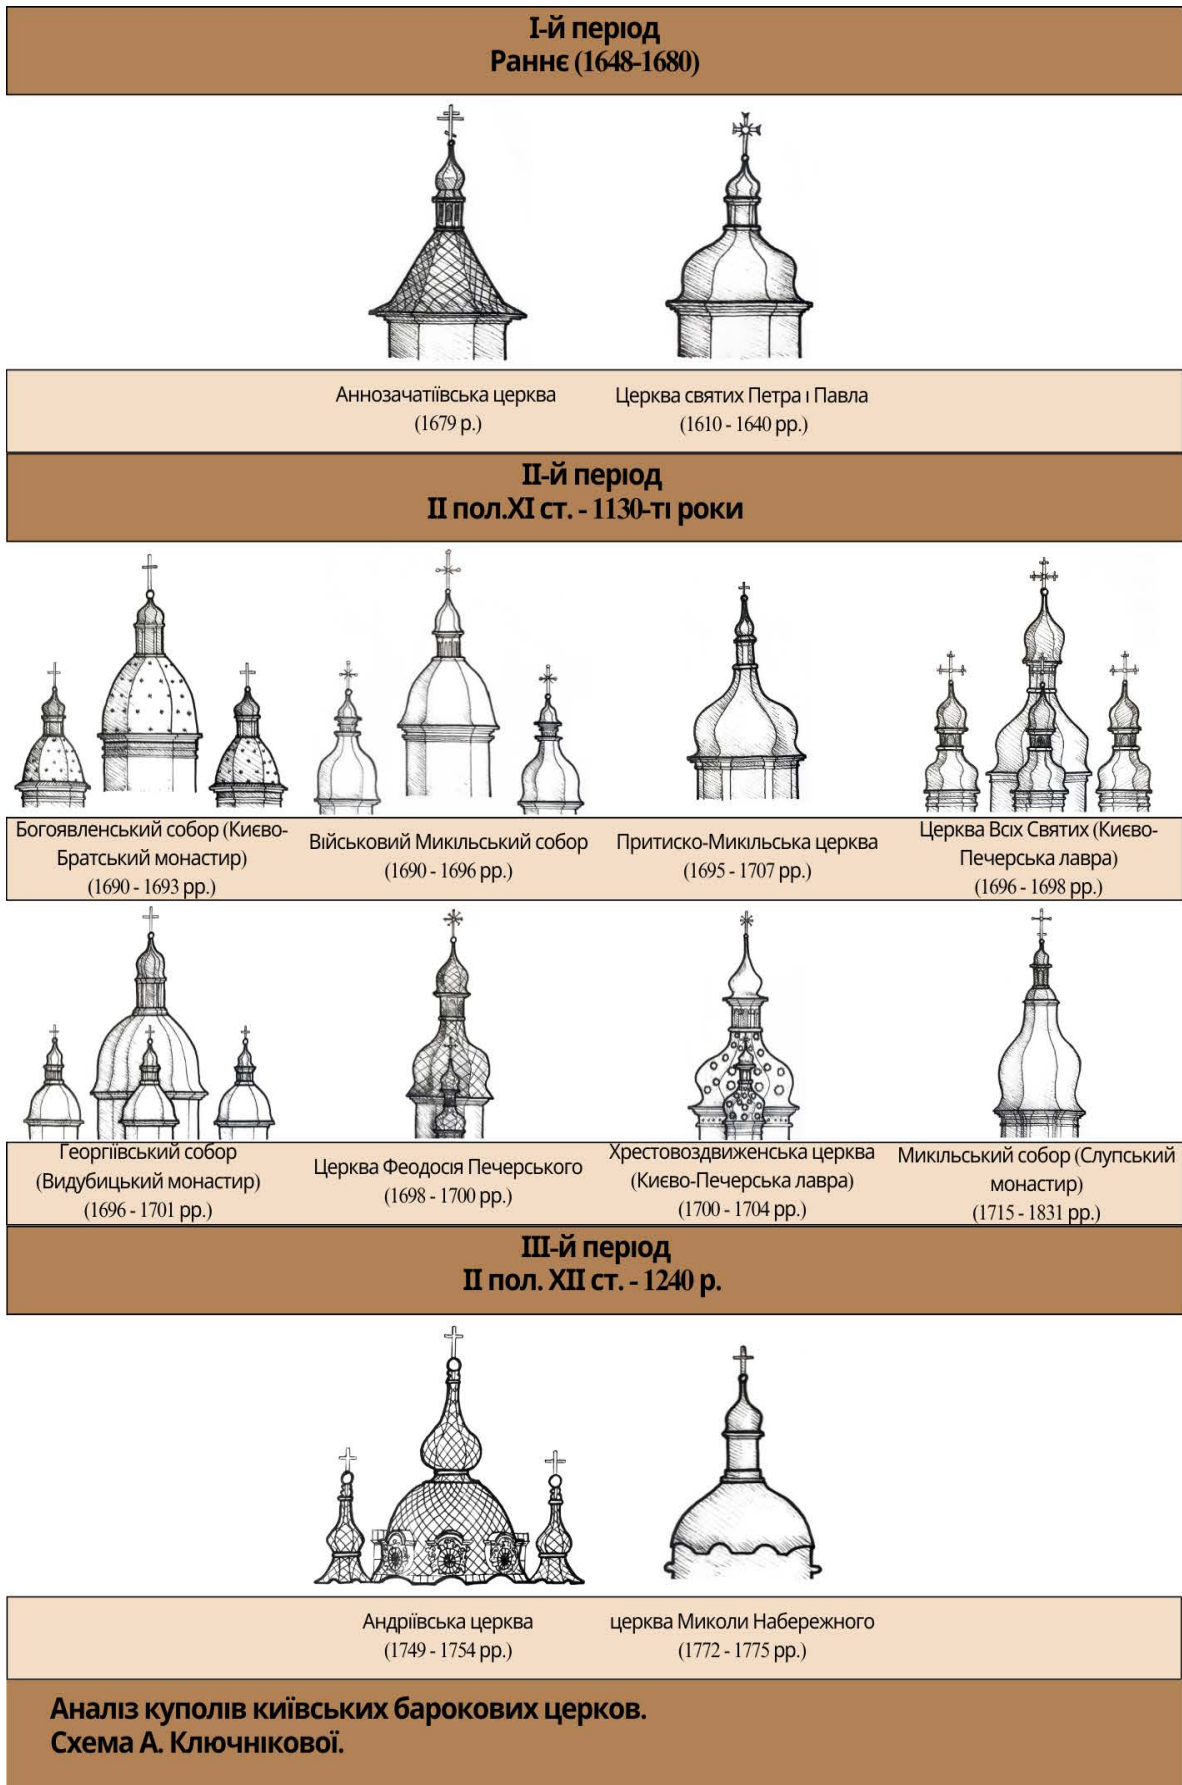 I-й період
Раннє (1648-1680)
Аннозачатіївська церква
(1679 р.)
Церква святих Петра і Павла
(1610 - 1640 рр.)
II-й період
II пол.XI ст. - 1130-ті роки
Богоявленський собор (Києво-
Братський монастир)
(1690 - 1693 рр.)
Військовий Микільський собор
(1690 - 1696 рр.)
Притиско-Микільська церква
(1695 - 1707 рр.)
Церква Всіх Святих (Києво-
Печерська лавра)
(1696 - 1698 рр.)
Георгіївський собор
(Видубицький монастир)
(1696 - 1701 рр.)
Церква Феодосія Печерського
(1698 - 1700 рр.)
Хрестовоздвиженська церква
(Києво-Печерська лавра)
(1700 - 1704 рр.)
Микільський собор (Слупський
монастир)
(1715 - 1831 рр.)
III-й період
II пол. XII ст. - 1240 р.
Андріївська церква
(1749 - 1754 рр.)
церква Миколи Набережного
(1772 - 1775 рр.)
Аналіз куполів київських барокових церков.
Схема А. Ключнікової.